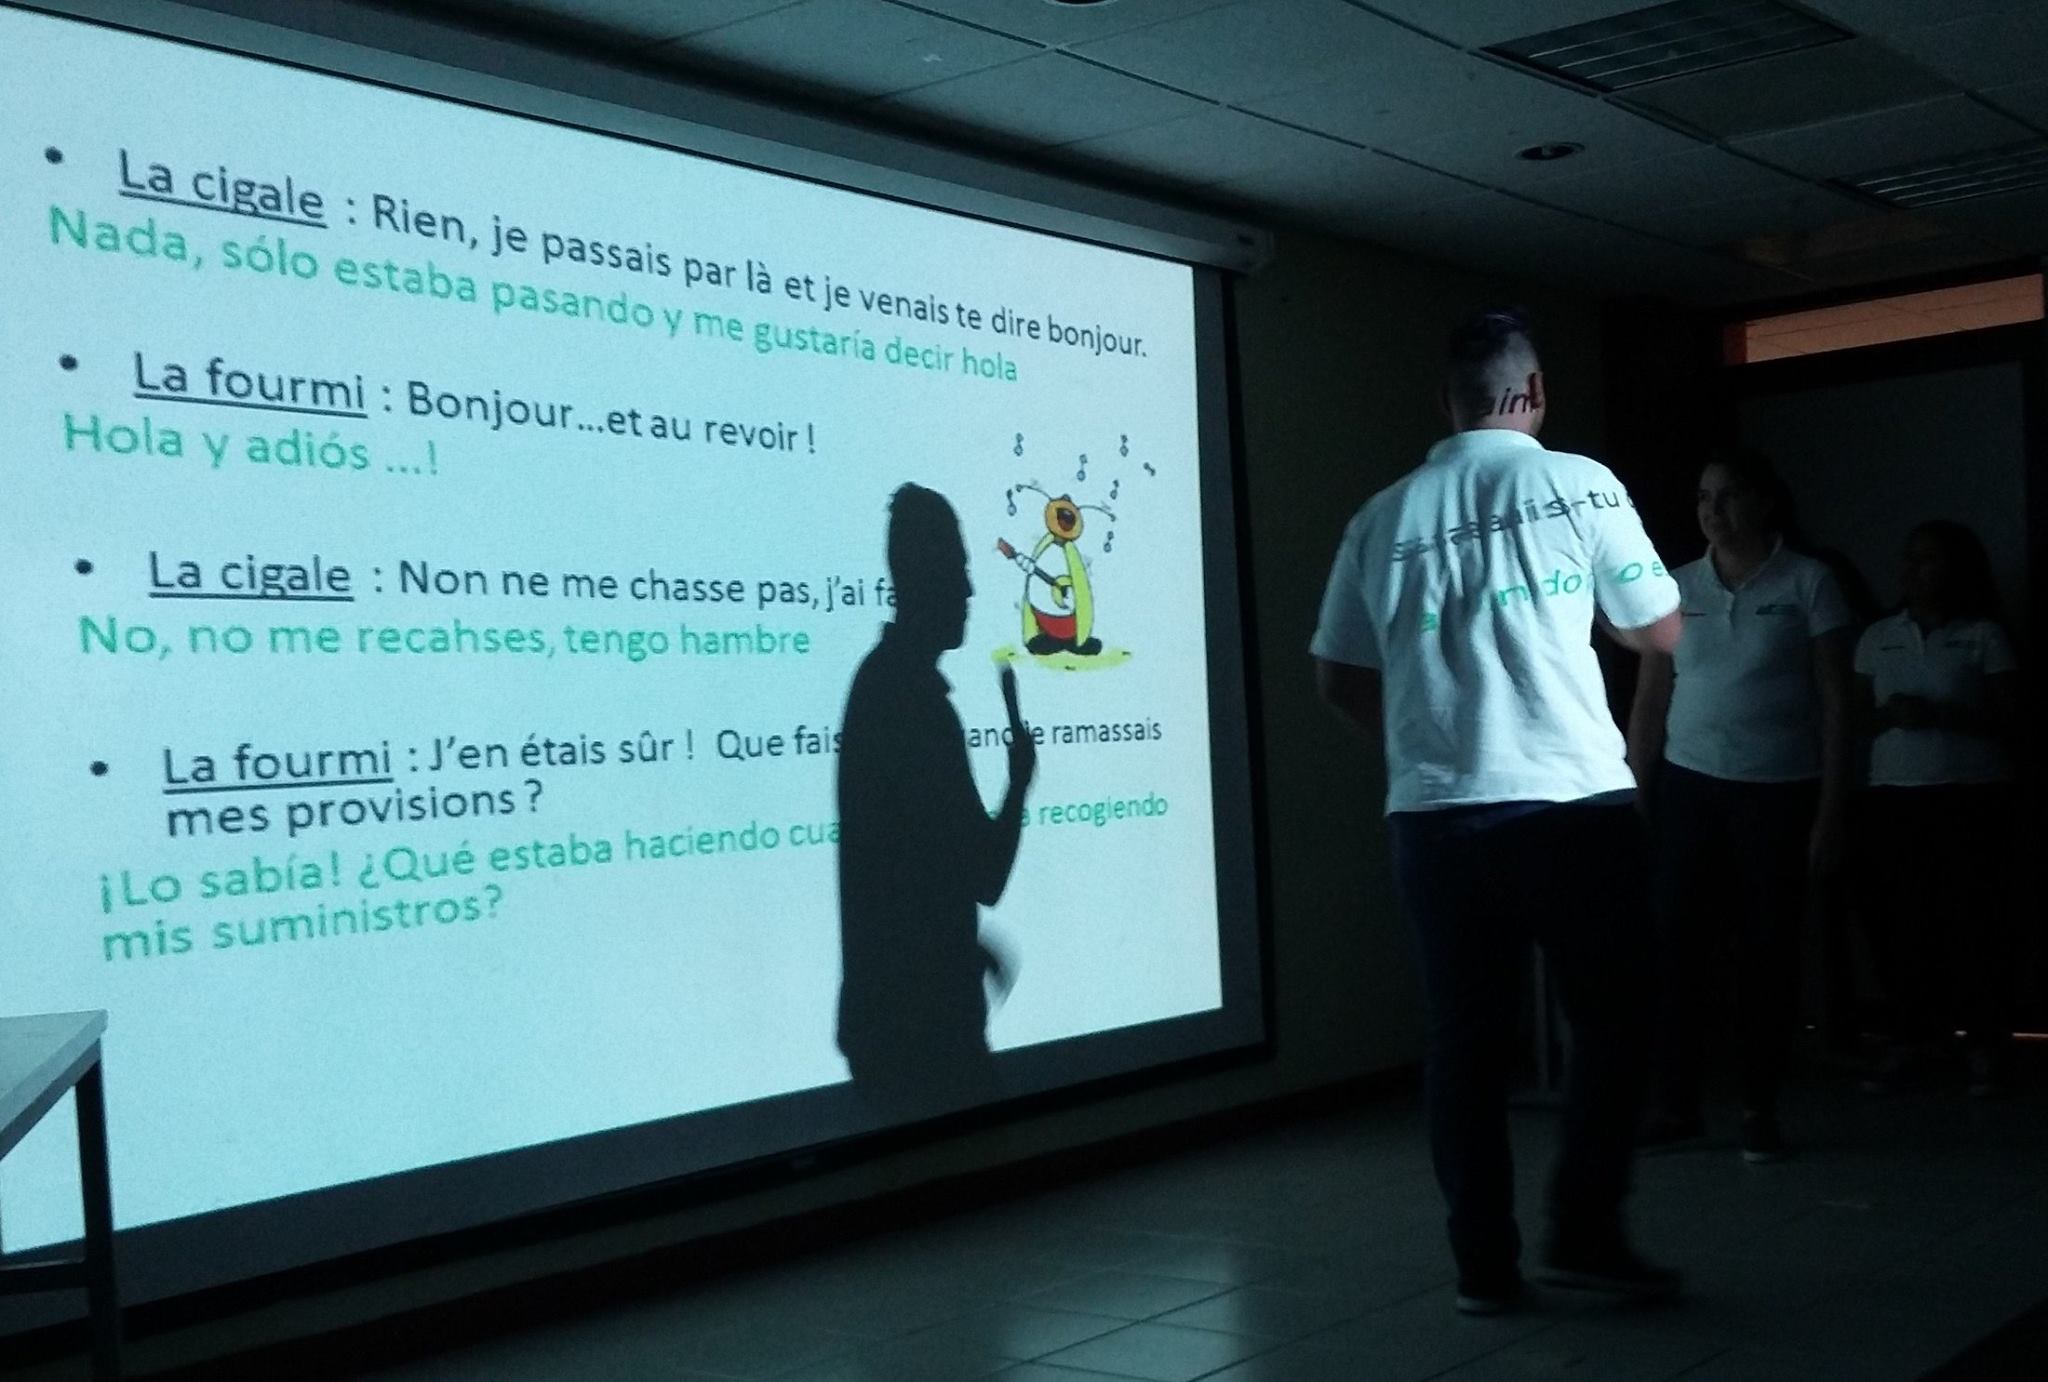 La cigale : Rien, je passais par là et je venais te dire bonjour.
Nada, sólo estaba pasando y me gustaría decir hola
La fourmi : Bonjour...et au revoir !
Hola y adiós ...!
La cigale : Non ne me chasse pas, j'ai
No, no me recahses, tengo hambre
La fourmi : J'en étais sûr ! Que fais je ramassais
mes provisions ?
¡Lo sabía! ¿Qué estaba haciendo recogiendo
mis suministros?